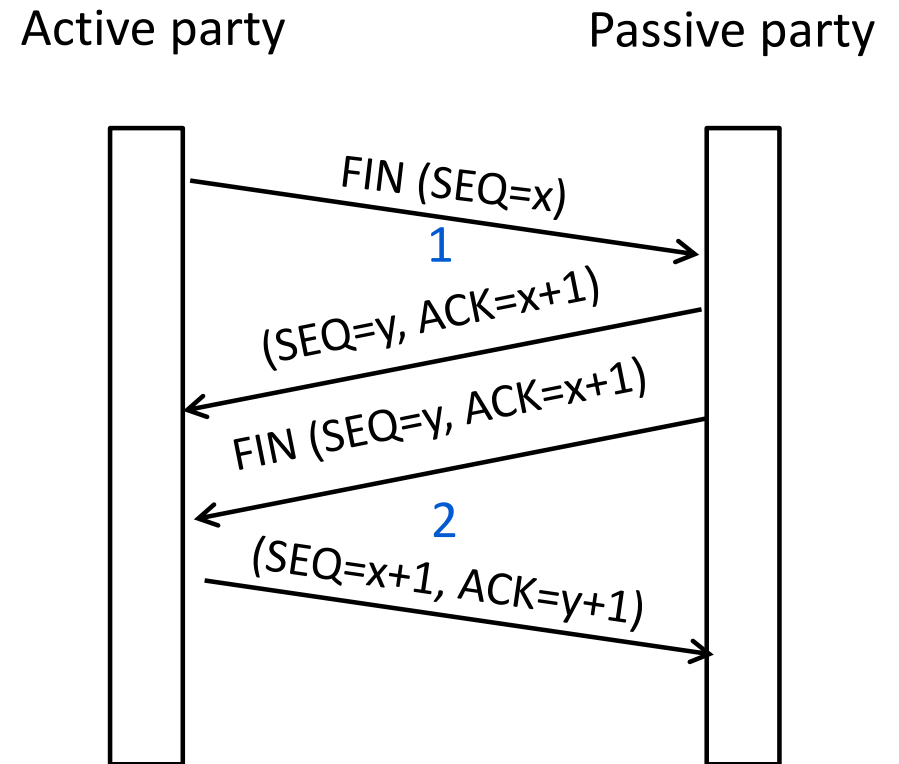 Active party
Passive party
FIN (SEQ=x)
1
(SEQ=y, ACK=x+1)
FIN (SEQ=y, ACK=x+1)
2
(SEQ=x+1, ACK=y+1)